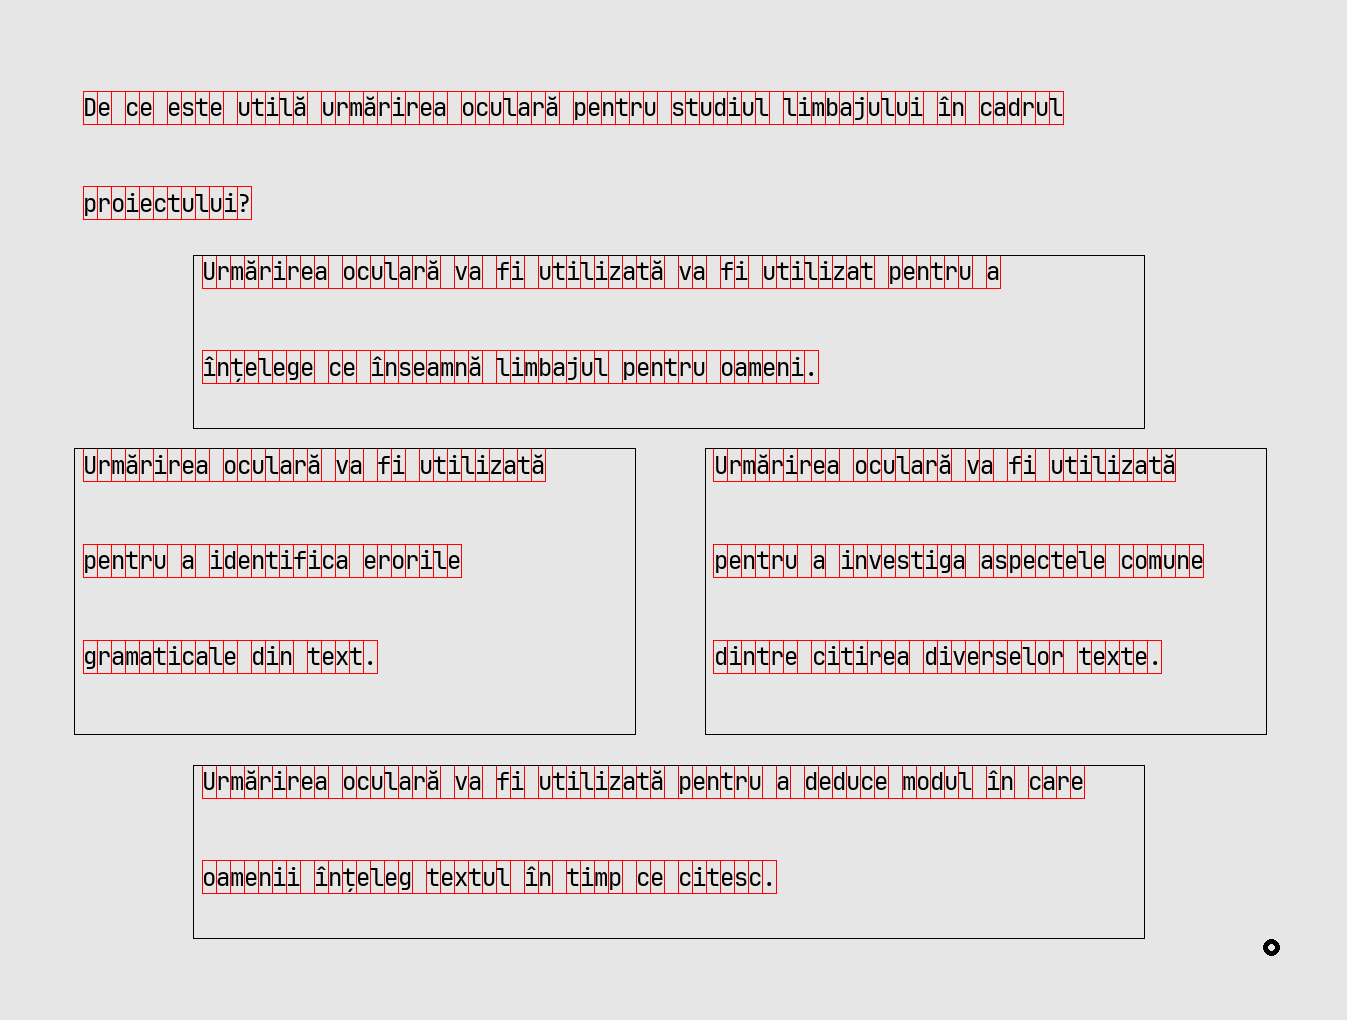 De ce este utilă urmărirea oculară pentru studiul limbajului în cadrul
proiectului?
Urmărirea oculară va fi utilizată va fi utilizat pentru a
înțelege ce înseamnă limbajul pentru oameni.
Urmărirea oculară va fi utilizată
pentru a identifica erorile
gramaticale din text.
Urmărirea oculară va fi utilizată
pentru a investiga aspectele comune
dintre citirea diverselor texte.
Urmărirea oculară va fi utilizată pentru a deduce modul în care
oamenii înțeleg textul în timp ce citesc.